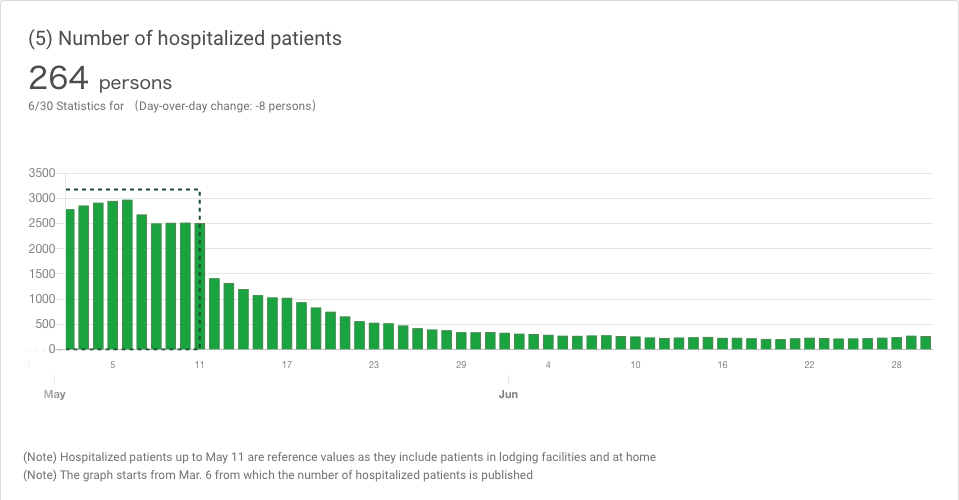 (5) Number of hospitalized patients
264 persons
6/30 Statistics for （Day-over-day change: -8 persons）
3500
3000
2500
2000
1500
1000
500
0
5 11 17 23 29 4 10 16 22 28
May Jun
(Note) Hospitalized patients up to May 11 are reference values as they include patients in lodging facilities and at home
(Note) The graph starts from Mar. 6 from which the number of hospitalized patients is published